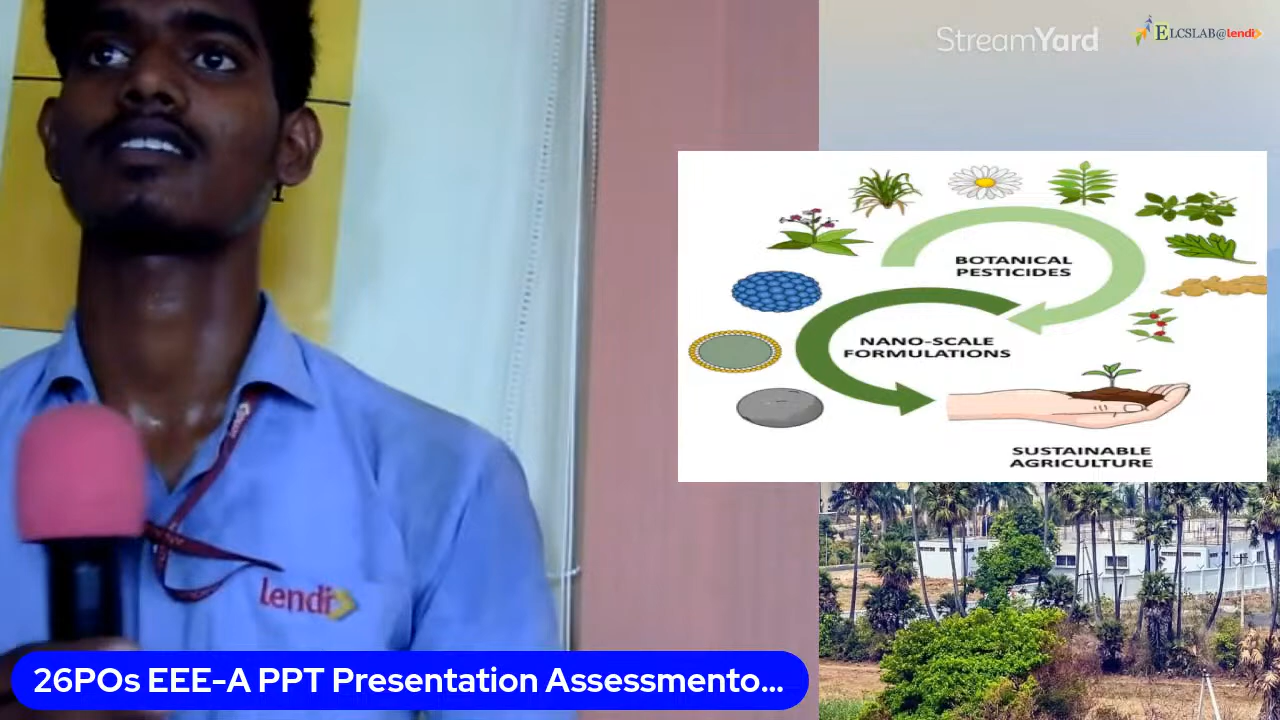 StreamYard
ELCSLAB@lendi
BOTANICAL
PESTICIDES
NANO-SCALE
FORMULATIONS
SUSTAINABLE
AGRICULTURE
lendi
26POs EEE-A PPT Presentation Assessmento...